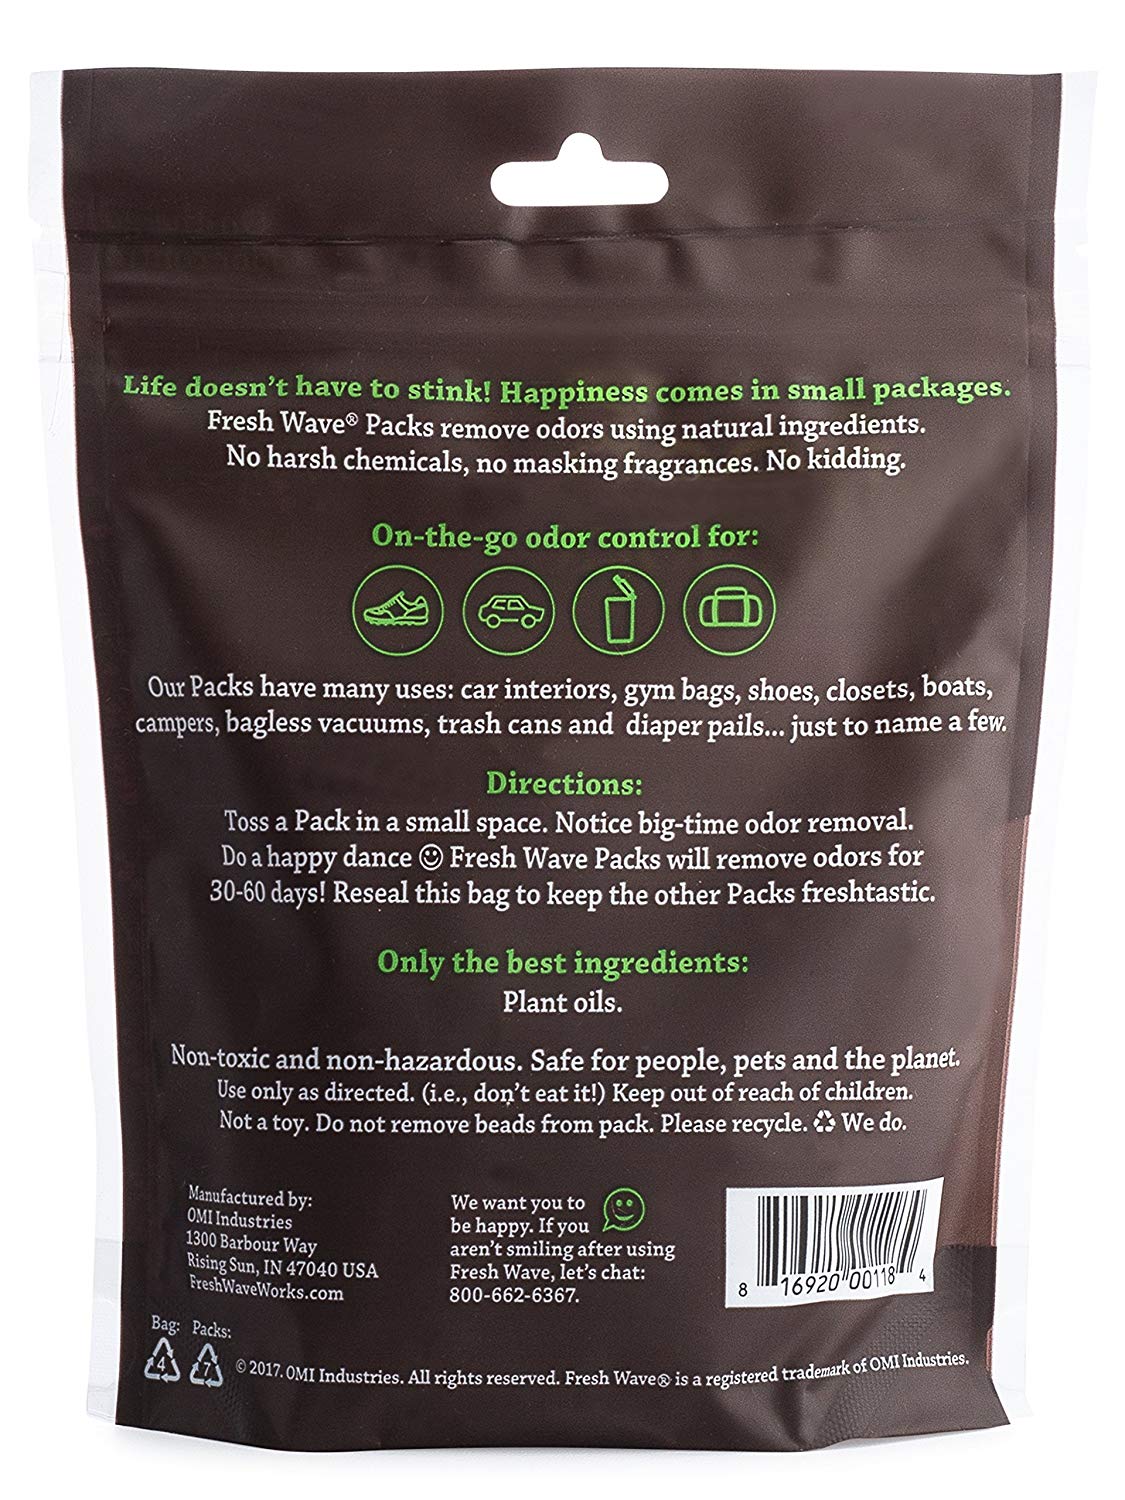 Life doesn't have to stink! Happiness comes in small packages.
Fresh Wave® Packs remove odors using natural ingredients.
No harsh chemicals, no masking fragrances. No kidding.
On-the-go odor control for:
Our Packs have many uses: car interiors, gym bags, shoes, closets, boats,
campers, bagless vacuums, trash cans and diaper pails... just to name a few.
Directions:
Toss a Pack in a small space. Notice big-time odor removal.
Do a happy dance ☺ Fresh Wave Packs will remove odors for
30-60 days! Reseal this bag to keep the other Packs freshtastic.
Only the best ingredients:
Plant oils.
Non-toxic and non-hazardous. Safe for people, pets and the planet.
Use only as directed. (i.e., don't eat it!) Keep out of reach of children.
Not a toy. Do not remove beads from pack. Please recycle. ♻ We do.
Manufactured by:
OMI Industries
1300 Barbour Way
Rising Sun, IN 47040 USA
FreshWaveWorks.com
We want you to
be happy. If you
aren't smiling after using
Fresh Wave, let's chat:
800-662-6367.
8 16920 00118 4
Bag: Packs:
4 7
© 2017. OMI Industries. All rights reserved. Fresh Wave® is a registered trademark of OMI Industries.